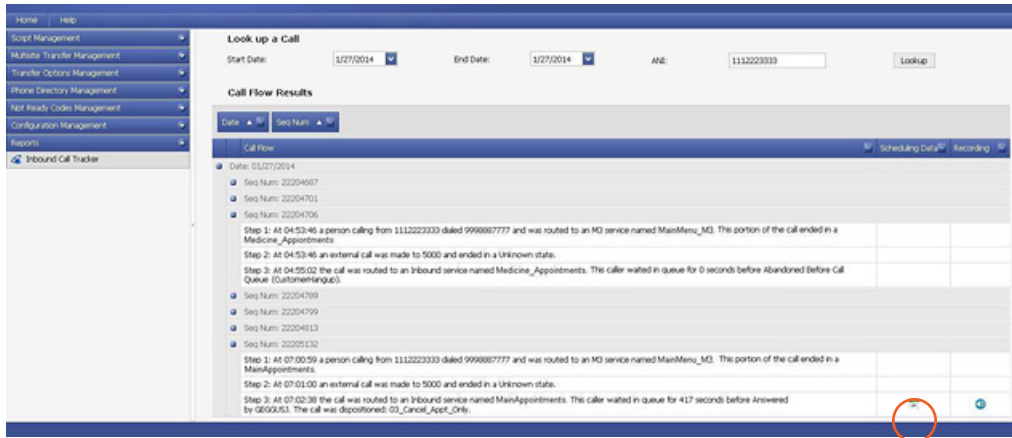 Home Help
Script Management
Multisite Transfer Management
Transfer Options Management
Phone Directory Management
Not Ready Codes Management
Configuration Management
Reports
Inbound Call Tracker
Look up a Call
Start Date: 1/27/2014 End Date: 1/27/2014 ANI: 1112223333 Lookup
Call Flow Results
Date Seq Num
Call Flow Scheduling Data Recording
Date: 01/27/2014
Seq Num: 22204687
Seq Num: 22204701
Seq Num: 22204706
Step 1: At 04:53:46 a person calling from 1112223333 dialed 9998887777 and was routed to an M3 service named MainMenu_M3. This portion of the call ended in a
Medicine_Appointments
Step 2: At 04:53:46 an external call was made to 5000 and ended in a Unknown state.
Step 3: At 04:55:02 the call was routed to an Inbound service named Medicine_Appointments. This caller waited in queue for 0 seconds before Abandoned Before Call
Queue (CustomerHangup).
Seq Num: 22204789
Seq Num: 22204799
Seq Num: 22204813
Seq Num: 22205132
Step 1: At 07:00:59 a person calling from 1112223333 dialed 9998887777 and was routed to an M3 service named MainMenu_M3. This portion of the call ended in a
MainAppointments.
Step 2: At 07:01:00 an external call was made to 5000 and ended in a Unknown state.
Step 3: At 07:02:38 the call was routed to an Inbound service named MainAppointments. This caller waited in queue for 417 seconds before Answered
by GEGGUSJ. The call was dispositioned: 03_Cancel_Appt_Only.